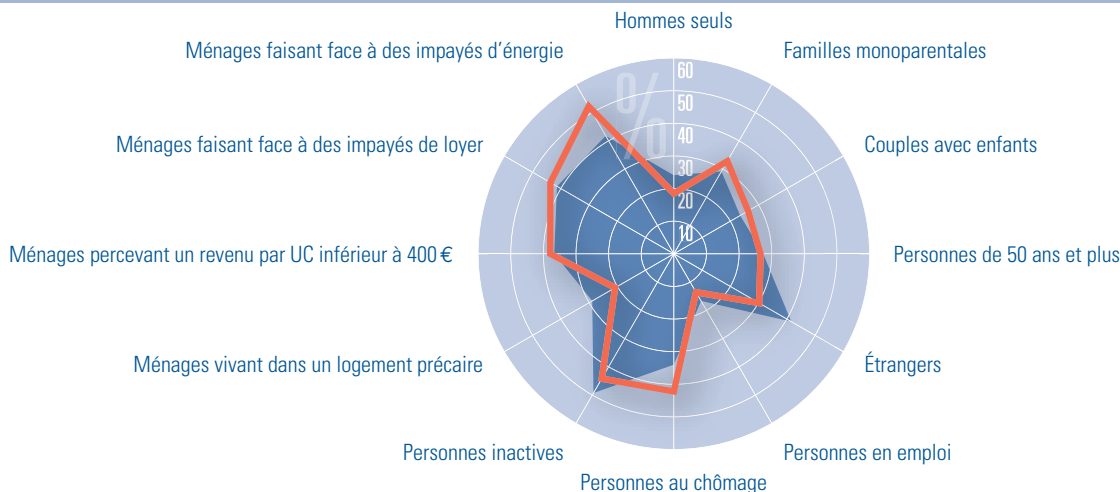 Hommes seuls
Ménages faisant face à des impayés d’énergie
Familles monoparentales
%
60
50
40
30
20
10
Ménages faisant face à des impayés de loyer
Couples avec enfants
Ménages percevant un revenu par UC inférieur à 400 €
Personnes de 50 ans et plus
Ménages vivant dans un logement précaire
Étrangers
Personnes inactives
Personnes en emploi
Personnes au chômage